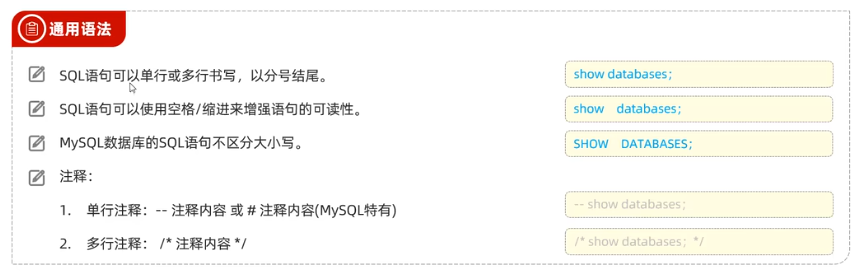 通用语法
SQL语句可以单行或多行书写，以分号结尾。
show databases；
SQL语句可以使用空格/缩进来增强语句的可读性。
show databases；
MySQL数据库的SQL语句不区分大小写。
SHOW DATABASES；
注释：
1. 单行注释：-- 注释内容 或 # 注释内容(MySQL特有)
-- show databases；
2. 多行注释： /* 注释内容 */
/* show databases；*/